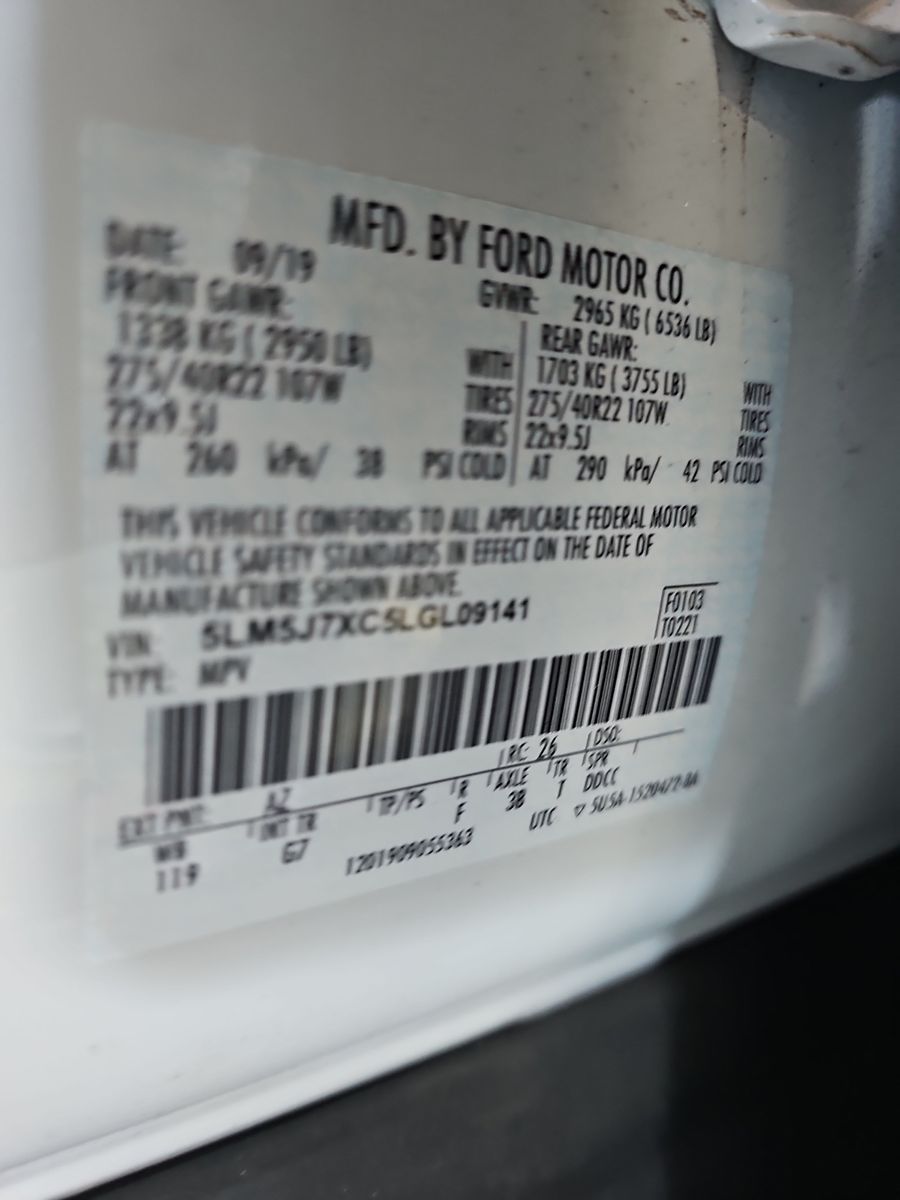 MFD. BY FORD MOTOR CO.
DATE: 09/19 GVWR: 2965 KG ( 6536 LB)
FRONT GAWR: REAR GAWR:
1338 KG ( 2950 LB) WITH 1703 KG ( 3755 LB) WITH
275/40R22 107W TIRES 275/40R22 107W TIRES
22x9.5J RIMS 22x9.5J RIMS
AT 260 kPa/ 38 PSI COLD AT 290 kPa/ 42 PSI COLD
THIS VEHICLE CONFORMS TO ALL APPLICABLE FEDERAL MOTOR
VEHICLE SAFETY STANDARDS IN EFFECT ON THE DATE OF
MANUFACTURE SHOWN ABOVE.
VIN: 5LM5J7XC5LGL09141 F0103
TYPE: MPV T0221
EXT PNT: AZ RC: 26 DSO:
WB INT TR TP/PS R AXLE TR SPR
119 G7 F 3B T DDCC
1201909055363 UTC